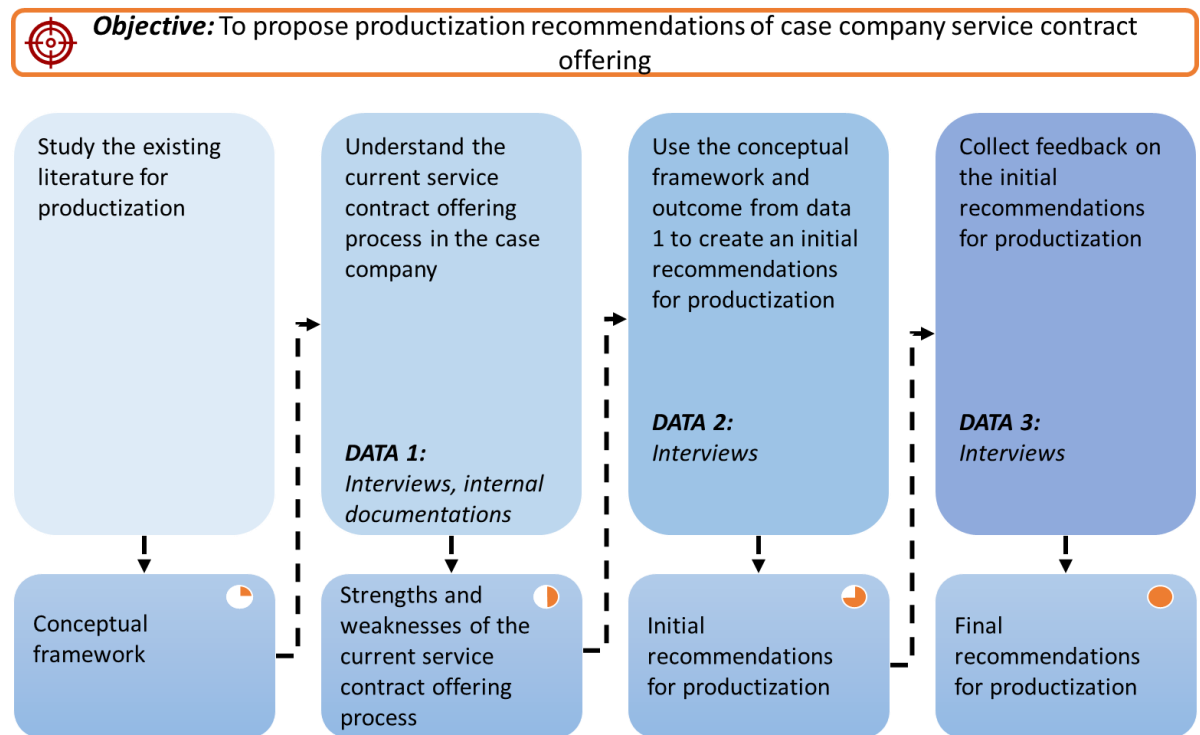 Objective: To propose productization recommendations of case company service contract
offering
Study the existing
literature for
productization
Understand the
current service
contract offering
process in the case
company
DATA 1:
Interviews, internal
documentations
Use the conceptual
framework and
outcome from data
1 to create an initial
recommendations
for productization
DATA 2:
Interviews
Collect feedback on
the initial
recommendations
for productization
DATA 3:
Interviews
Conceptual
framework
Strengths and
weaknesses of the
current service
contract offering
process
Initial
recommendations
for productization
Final
recommendations
for productization